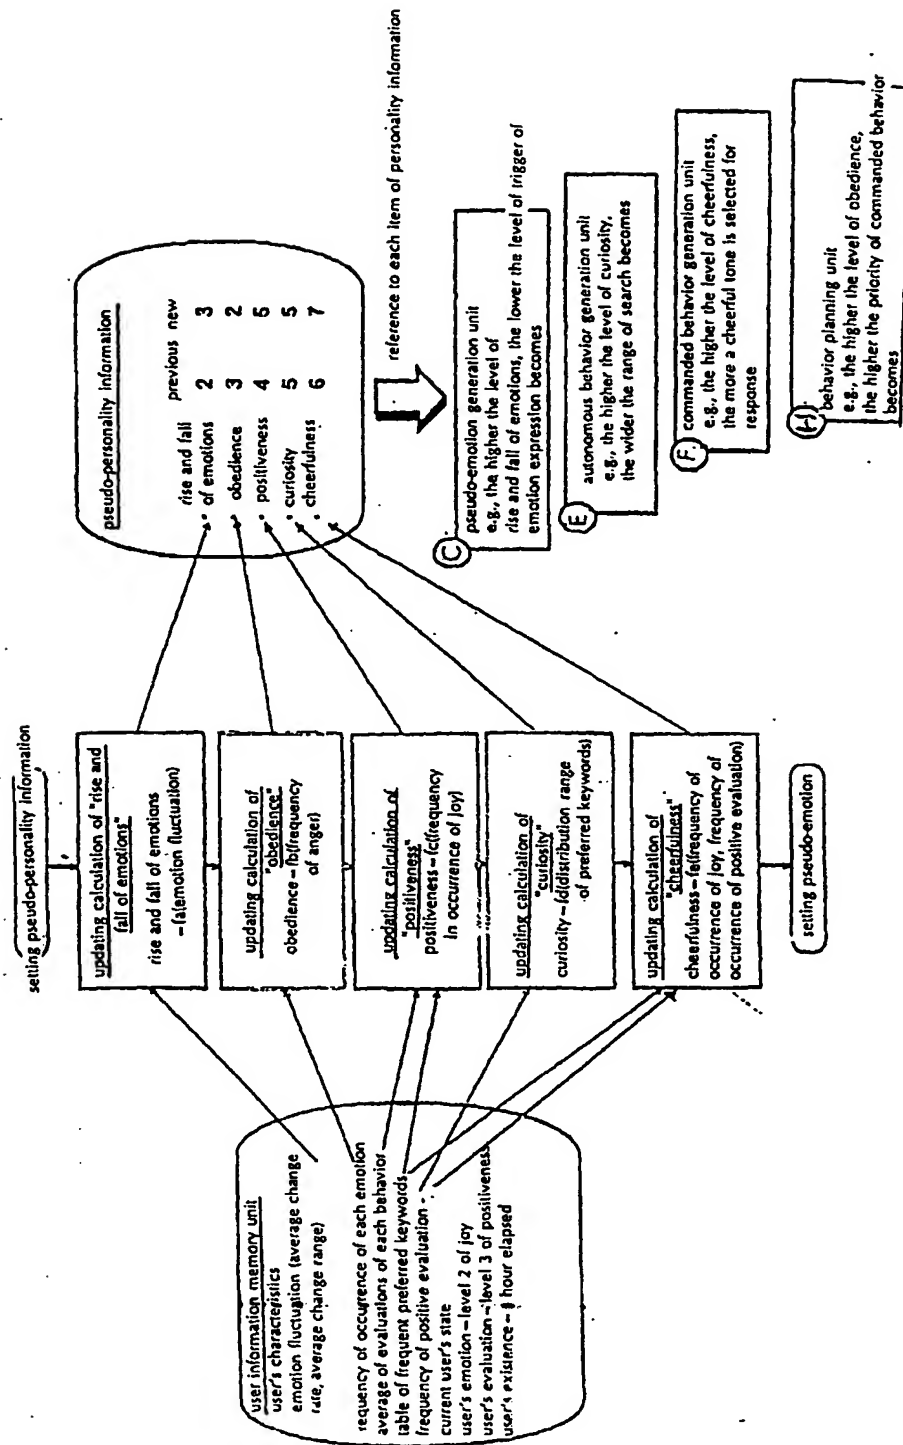 setting pseudo-personality information
user information memory unit
user's characteristics
emotion fluctuation (average change
rate, average change range)
frequency of occurrence of each emotion
average of evaluations of each behavior
table of frequent preferred keywords
frequency of positive evaluation
current user's state
user's emotion=level 2 of joy
user's evaluation=level 3 of positiveness
user's existence= hour elapsed
updating calculation of "rise and
fall of emotions"
rise and fall of emotions
=fa(emotion fluctuation)
updating calculation of
"obedience"
obedience=fb(frequency
of anger)
updating calculation of
"positiveness"
positiveness=fc(frequency
in occurrence of joy)
updating calculation of
"curiosity"
curiosity=fd(distribution range
of preferred keywords)
updating calculation of
"cheerfulness"
cheerfulness=fe(frequency of
occurrence of joy, frequency of
occurrence of positive evaluation)
setting pseudo-emotion
pseudo-personality information
previous new
rise and fall
· of emotions 2 3
· obedience 3 2
· positiveness 4 5
· curiosity 5 5
· cheerfulness 6 7
reference to each item of personality information
C
pseudo-emotion generation unit
e.g., the higher the level of
rise and fall of emotions, the lower the level of trigger of
emotion expression becomes
E
autonomous behavior generation unit
e.g., the higher the level of curiosity,
the wider the range of search becomes
F
commanded behavior generation unit
e.g., the higher the level of cheerfulness,
the more a cheerful tone is selected for
response
H
behavior planning unit
e.g., the higher the level of obedience,
the higher the priority of commanded behavior
becomes